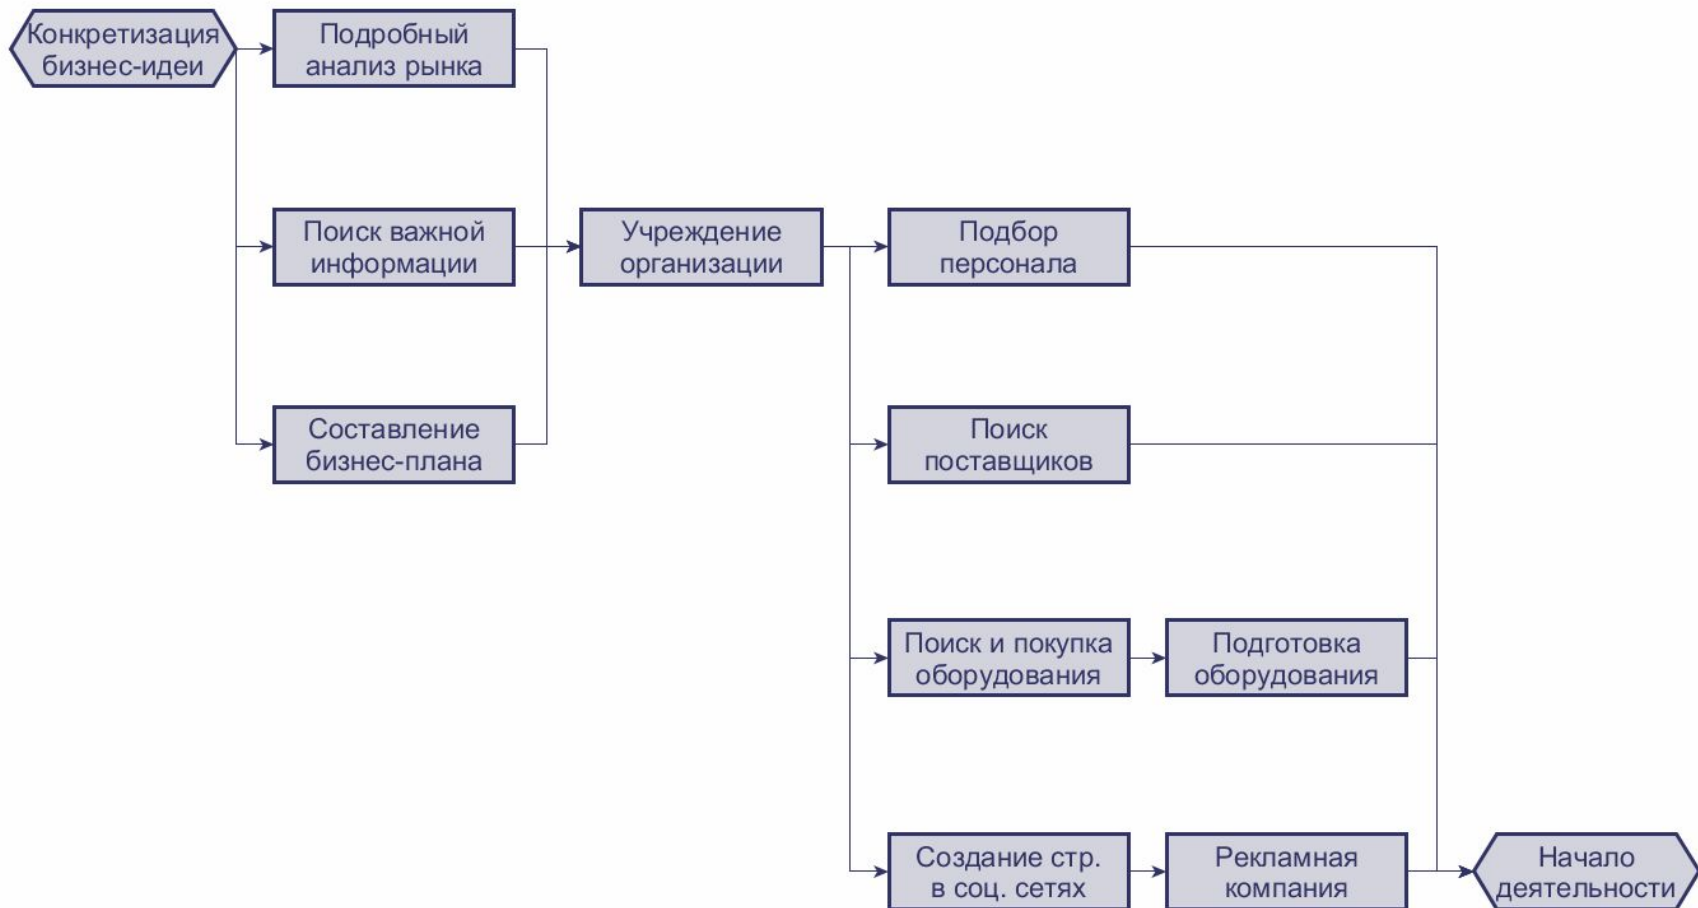 Конкретизация
бизнес-идеи
Подробный
анализ рынка
Поиск важной
информации
Учреждение
организации
Подбор
персонала
Составление
бизнес-плана
Поиск
поставщиков
Поиск и покупка
оборудования
Подготовка
оборудования
Создание стр.
в соц. сетях
Рекламная
компания
Начало
деятельности